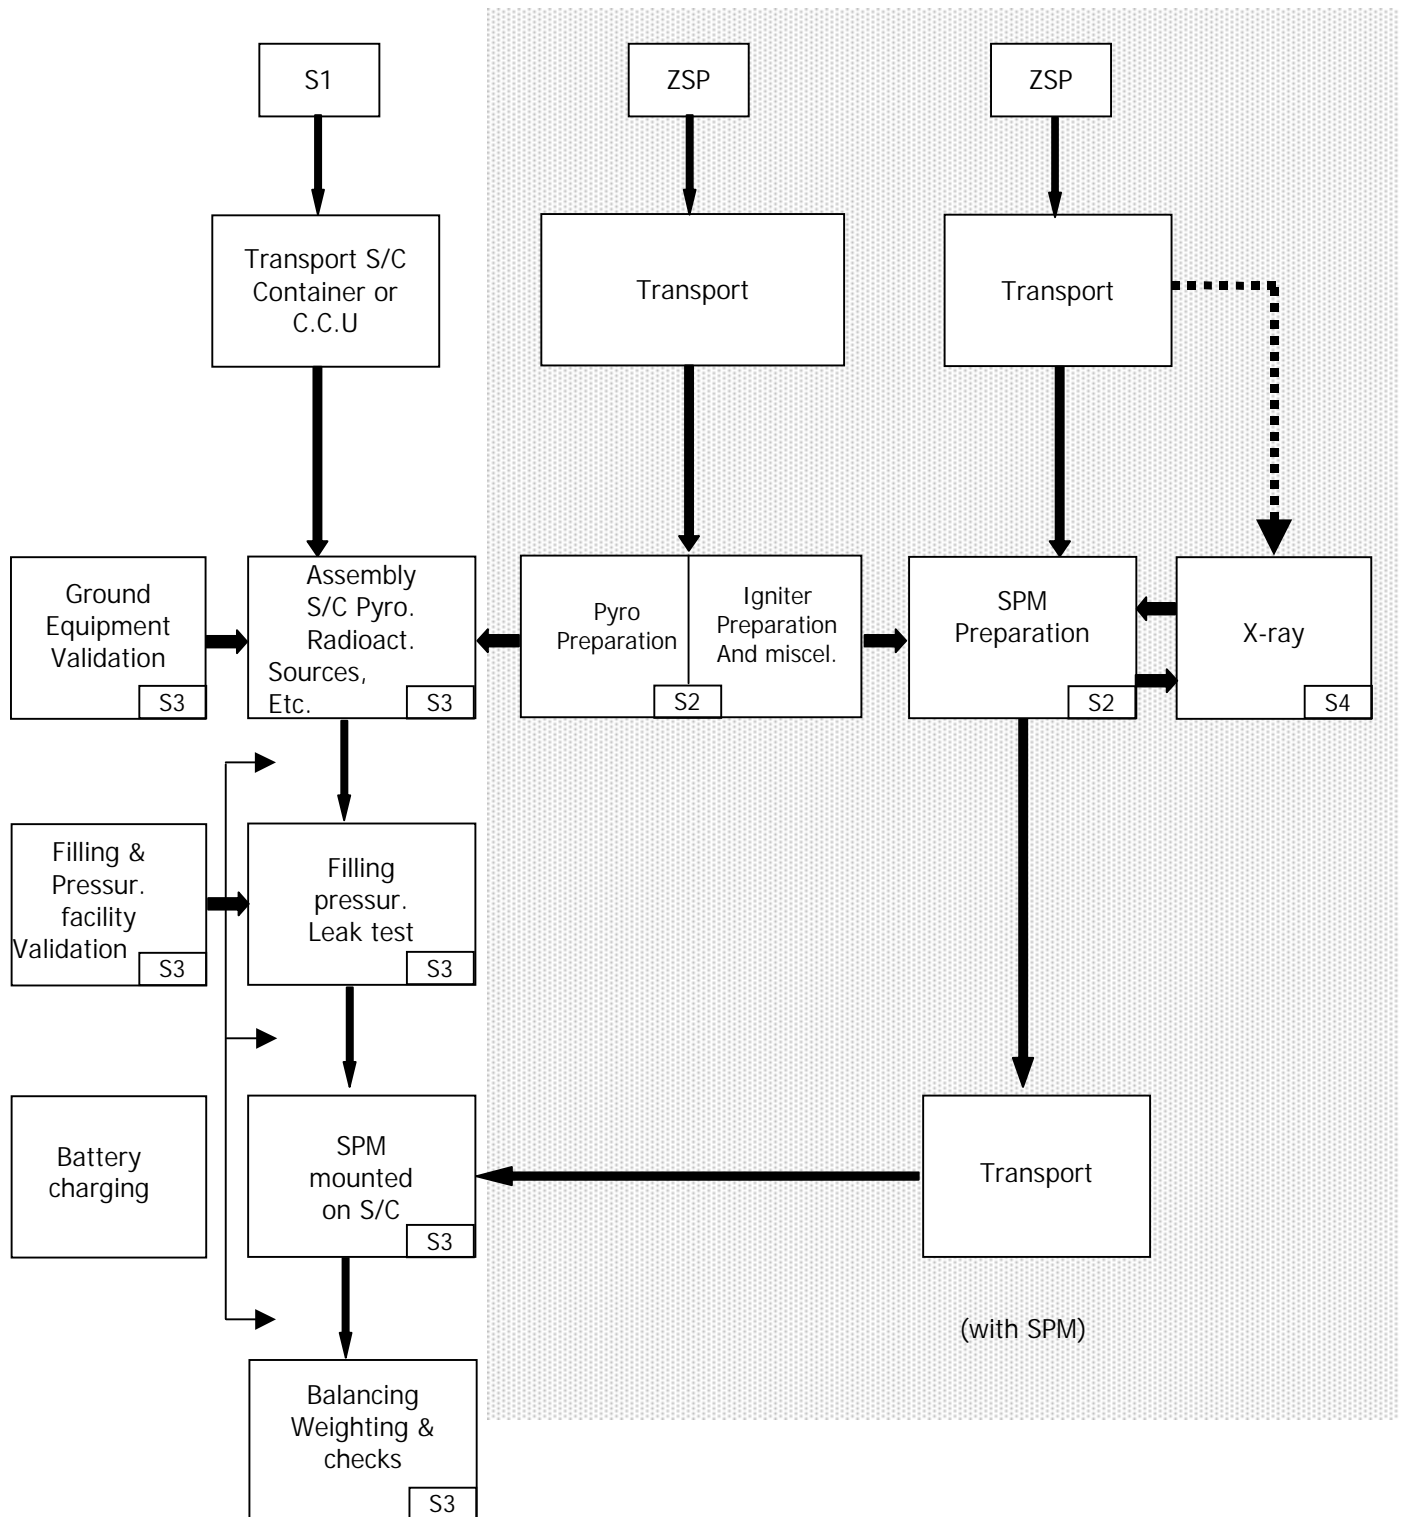 S1
ZSP
ZSP
Transport S/C
Container or
C.C.U
Transport
Transport
Ground
Equipment
Validation
S3
Assembly
S/C Pyro.
Radioact.
Sources,
Etc.
S3
Pyro
Preparation
Igniter
Preparation
And miscel.
S2
SPM
Preparation
S2
X-ray
S4
Filling &
Pressur.
facility
Validation
S3
Filling
pressur.
Leak test
S3
Battery
charging
SPM
mounted
on S/C
S3
Transport
(with SPM)
Balancing
Weighting &
checks
S3